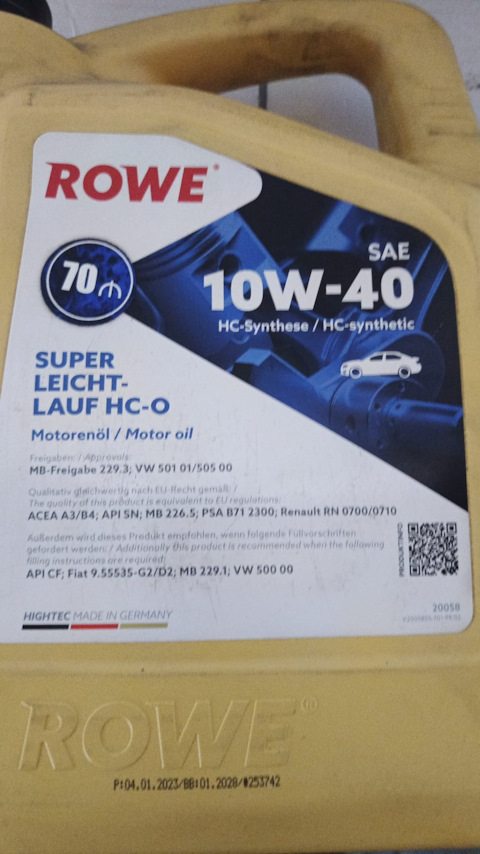 ROWE
70 ₼
SAE
10W-40
HC-Synthese / HC-synthetic
SUPER
LEICHT-
LAUF HC-O
Motorenöl / Motor oil
Freigaben: / Approvals:
MB-Freigabe 229.3; VW 501 01/505 00
Qualitativ gleichwertig nach EU-Recht gemäß: /
The quality of this product is equivalent to EU regulations:
ACEA A3/B4; API SN; MB 226.5; PSA B71 2300; Renault RN 0700/0710
Außerdem wird dieses Produkt empfohlen, wenn folgende Füllvorschriften
gefordert werden: / Additionally this product is recommended when the following
filling instructions are required:
API CF; Fiat 9.55535-G2/D2; MB 229.1; VW 500 00
PRODUKTINFO
HIGHTEC MADE IN GERMANY
20058
ROWE®
P:04.01.2023/BB:01.2028/#253742